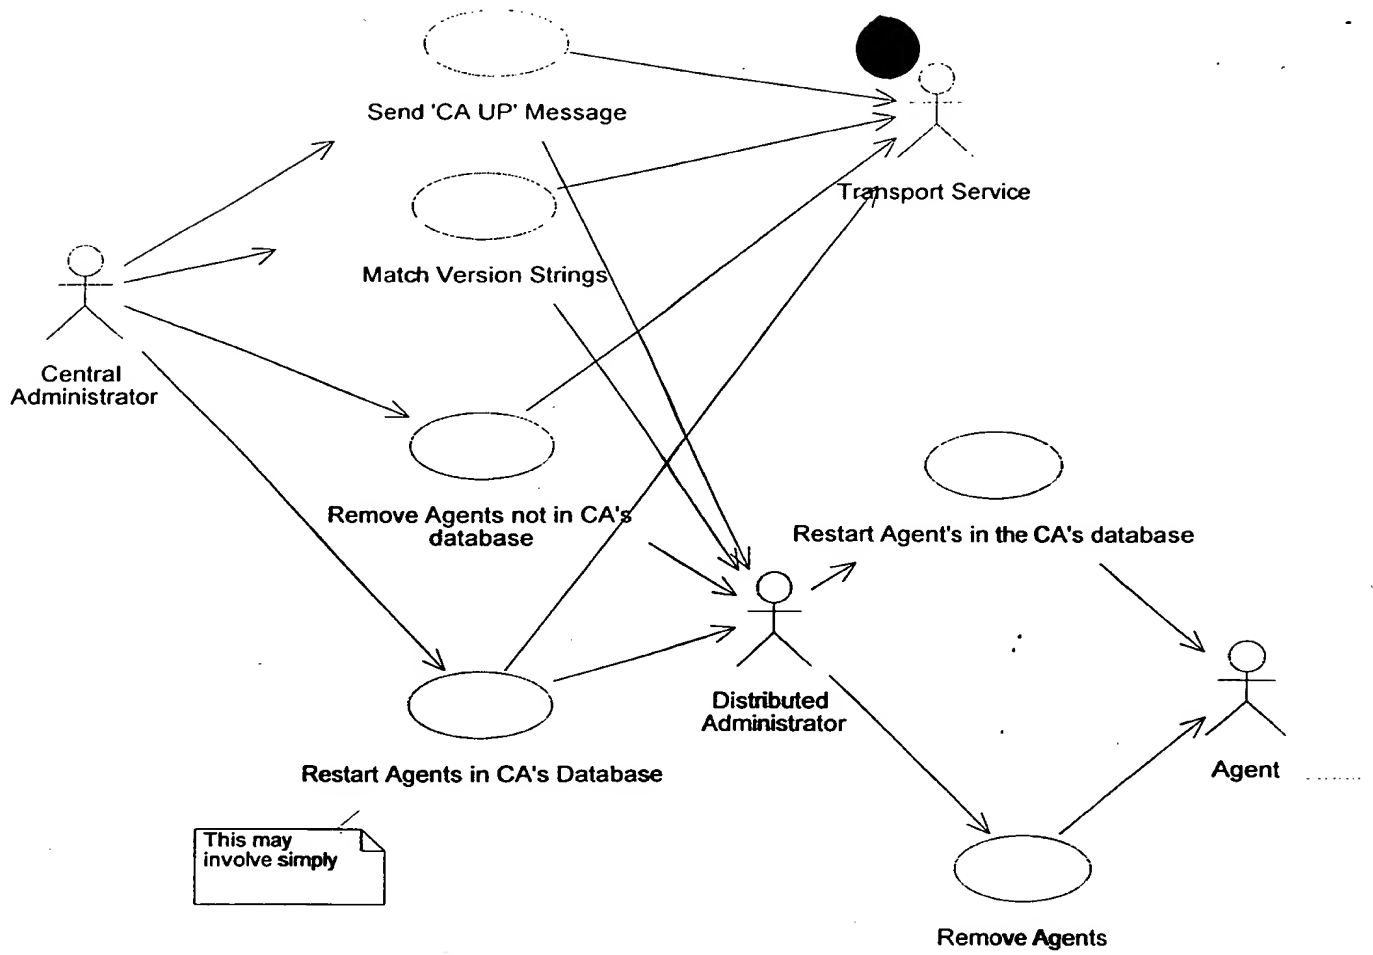 Send 'CA UP' Message
Transport Service
Match Version Strings
Central
Administrator
Remove Agents not in CA's
database
Restart Agent's in the CA's database
Distributed
Administrator
Agent
Restart Agents in CA's Database
This may
involve simply
Remove Agents